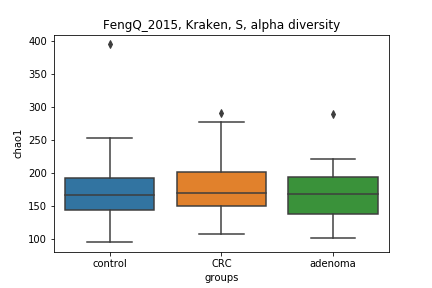 FengQ_2015, Kraken, S, alpha diversity
400
350
300
250
200
150
100
chao1
control CRC adenoma
groups